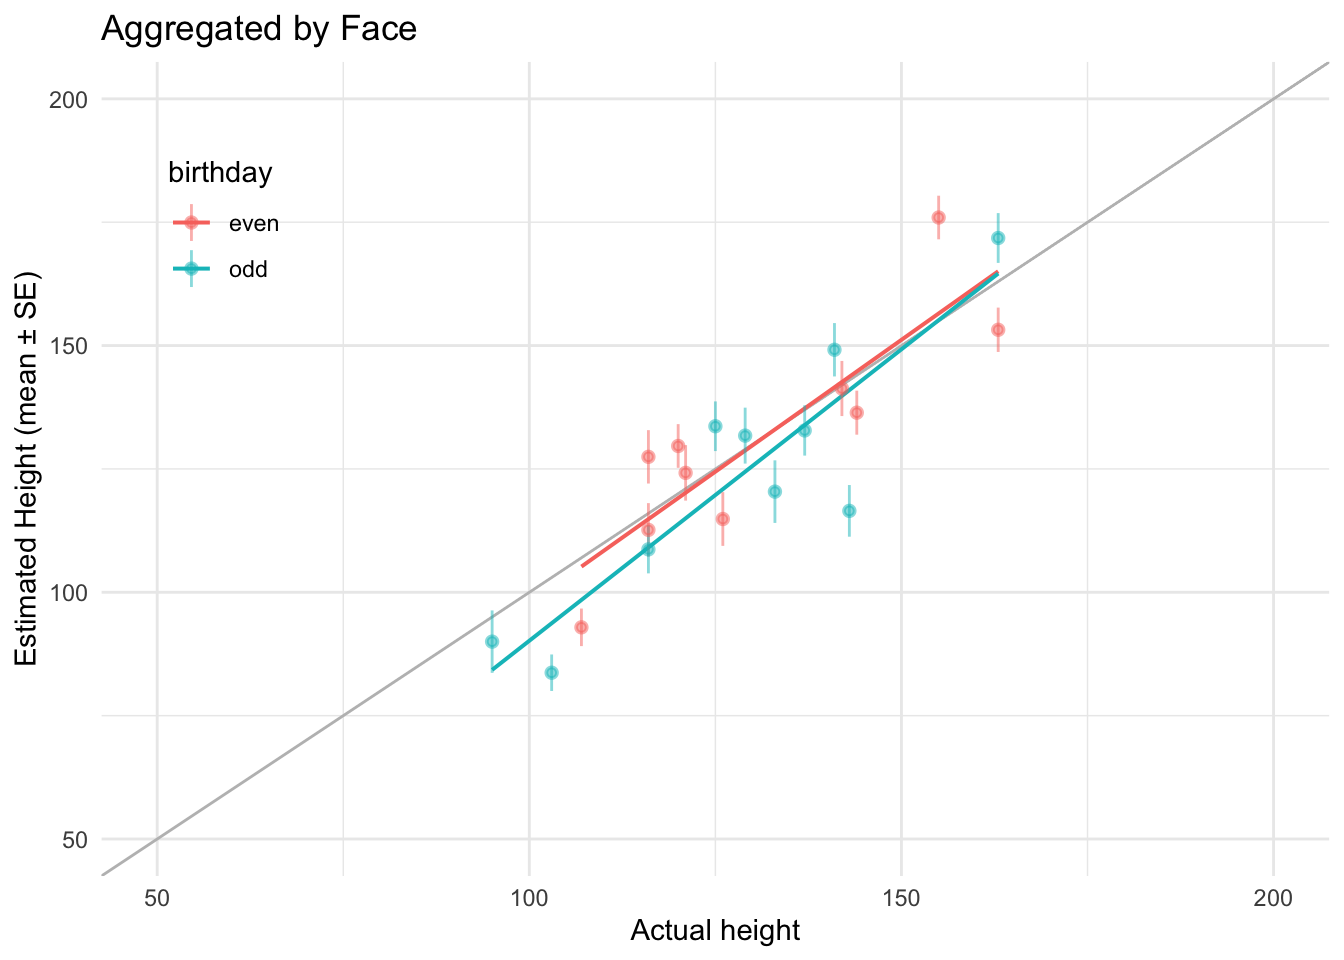 Aggregated by Face
Estimated Height (mean ± SE)
200
150
100
50
birthday
even
odd
50
100
150
200
Actual height